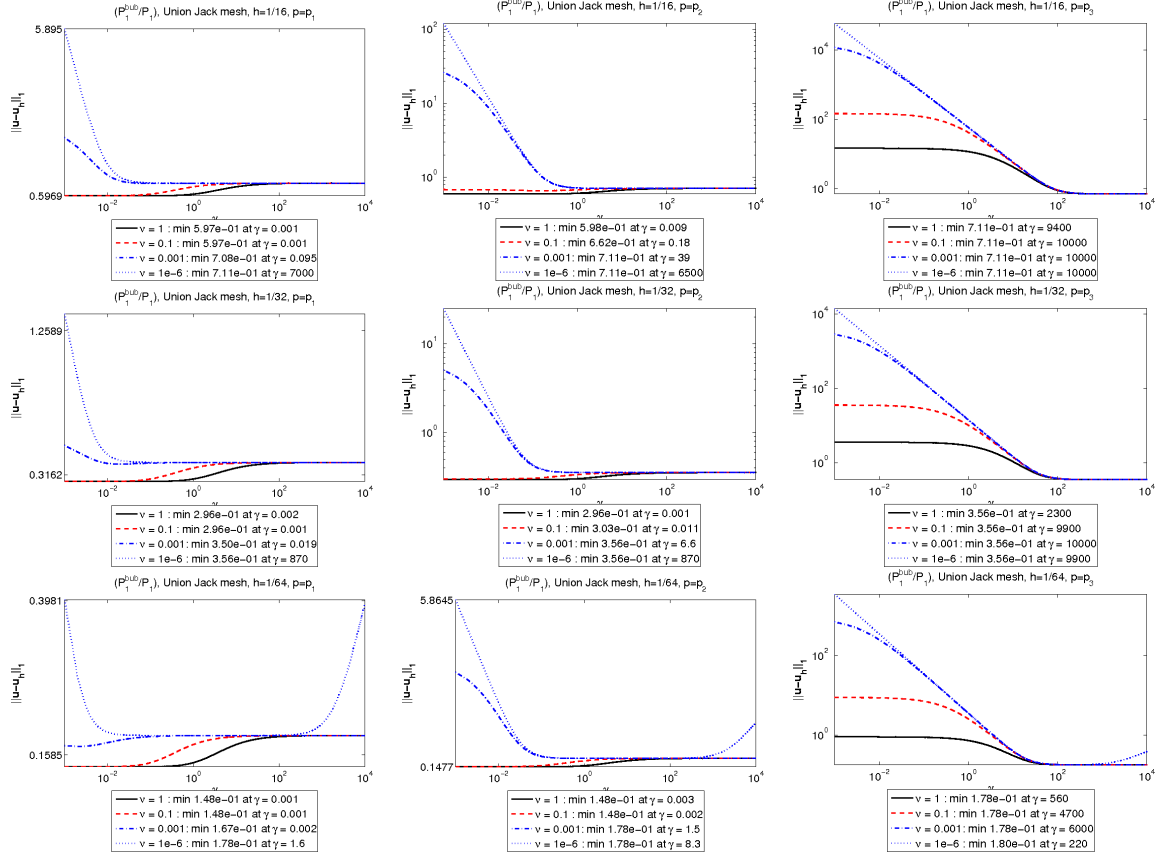 (P₁ᵇᵘᵇ/P₁), Union Jack mesh, h=1/16, p=p₁
5.895
0.5969
||u−uₕ||₁
10⁻² 10⁰ 10² 10⁴
γ
ν = 1 : min 5.97e−01 at γ = 0.001
ν = 0.1 : min 5.97e−01 at γ = 0.001
ν = 0.001: min 7.08e−01 at γ = 0.095
ν = 1e−6 : min 7.11e−01 at γ = 7000
(P₁ᵇᵘᵇ/P₁), Union Jack mesh, h=1/16, p=p₂
10²
10¹
10⁰
||u−uₕ||₁
10⁻² 10⁰ 10² 10⁴
γ
ν = 1 : min 5.98e−01 at γ = 0.009
ν = 0.1 : min 6.62e−01 at γ = 0.18
ν = 0.001: min 7.11e−01 at γ = 39
ν = 1e−6 : min 7.11e−01 at γ = 6500
(P₁ᵇᵘᵇ/P₁), Union Jack mesh, h=1/16, p=p₃
10⁴
10²
10⁰
||u−uₕ||₁
10⁻² 10⁰ 10² 10⁴
γ
ν = 1 : min 7.11e−01 at γ = 9400
ν = 0.1 : min 7.11e−01 at γ = 10000
ν = 0.001: min 7.11e−01 at γ = 10000
ν = 1e−6 : min 7.11e−01 at γ = 10000
(P₁ᵇᵘᵇ/P₁), Union Jack mesh, h=1/32, p=p₁
1.2589
0.3162
||u−uₕ||₁
10⁻² 10⁰ 10² 10⁴
γ
ν = 1 : min 2.96e−01 at γ = 0.002
ν = 0.1 : min 2.96e−01 at γ = 0.001
ν = 0.001: min 3.50e−01 at γ = 0.019
ν = 1e−6 : min 3.56e−01 at γ = 870
(P₁ᵇᵘᵇ/P₁), Union Jack mesh, h=1/32, p=p₂
10¹
10⁰
||u−uₕ||₁
10⁻² 10⁰ 10² 10⁴
γ
ν = 1 : min 2.96e−01 at γ = 0.001
ν = 0.1 : min 3.03e−01 at γ = 0.011
ν = 0.001: min 3.56e−01 at γ = 6.6
ν = 1e−6 : min 3.56e−01 at γ = 870
(P₁ᵇᵘᵇ/P₁), Union Jack mesh, h=1/32, p=p₃
10⁴
10²
10⁰
||u−uₕ||₁
10⁻² 10⁰ 10² 10⁴
γ
ν = 1 : min 3.56e−01 at γ = 2300
ν = 0.1 : min 3.56e−01 at γ = 9900
ν = 0.001: min 3.56e−01 at γ = 10000
ν = 1e−6 : min 3.56e−01 at γ = 9900
(P₁ᵇᵘᵇ/P₁), Union Jack mesh, h=1/64, p=p₁
0.3981
0.1585
||u−uₕ||₁
10⁻² 10⁰ 10² 10⁴
ν = 1 : min 1.48e−01 at γ = 0.001
ν = 0.1 : min 1.48e−01 at γ = 0.001
ν = 0.001: min 1.67e−01 at γ = 0.002
ν = 1e−6 : min 1.78e−01 at γ = 1.6
(P₁ᵇᵘᵇ/P₁), Union Jack mesh, h=1/64, p=p₂
5.8645
0.1477
||u−uₕ||₁
10⁻² 10⁰ 10² 10⁴
ν = 1 : min 1.48e−01 at γ = 0.003
ν = 0.1 : min 1.48e−01 at γ = 0.002
ν = 0.001: min 1.78e−01 at γ = 1.5
ν = 1e−6 : min 1.78e−01 at γ = 8.3
(P₁ᵇᵘᵇ/P₁), Union Jack mesh, h=1/64, p=p₃
10²
10⁰
||u−uₕ||₁
10⁻² 10⁰ 10² 10⁴
ν = 1 : min 1.78e−01 at γ = 560
ν = 0.1 : min 1.78e−01 at γ = 4700
ν = 0.001: min 1.78e−01 at γ = 6000
ν = 1e−6 : min 1.80e−01 at γ = 220